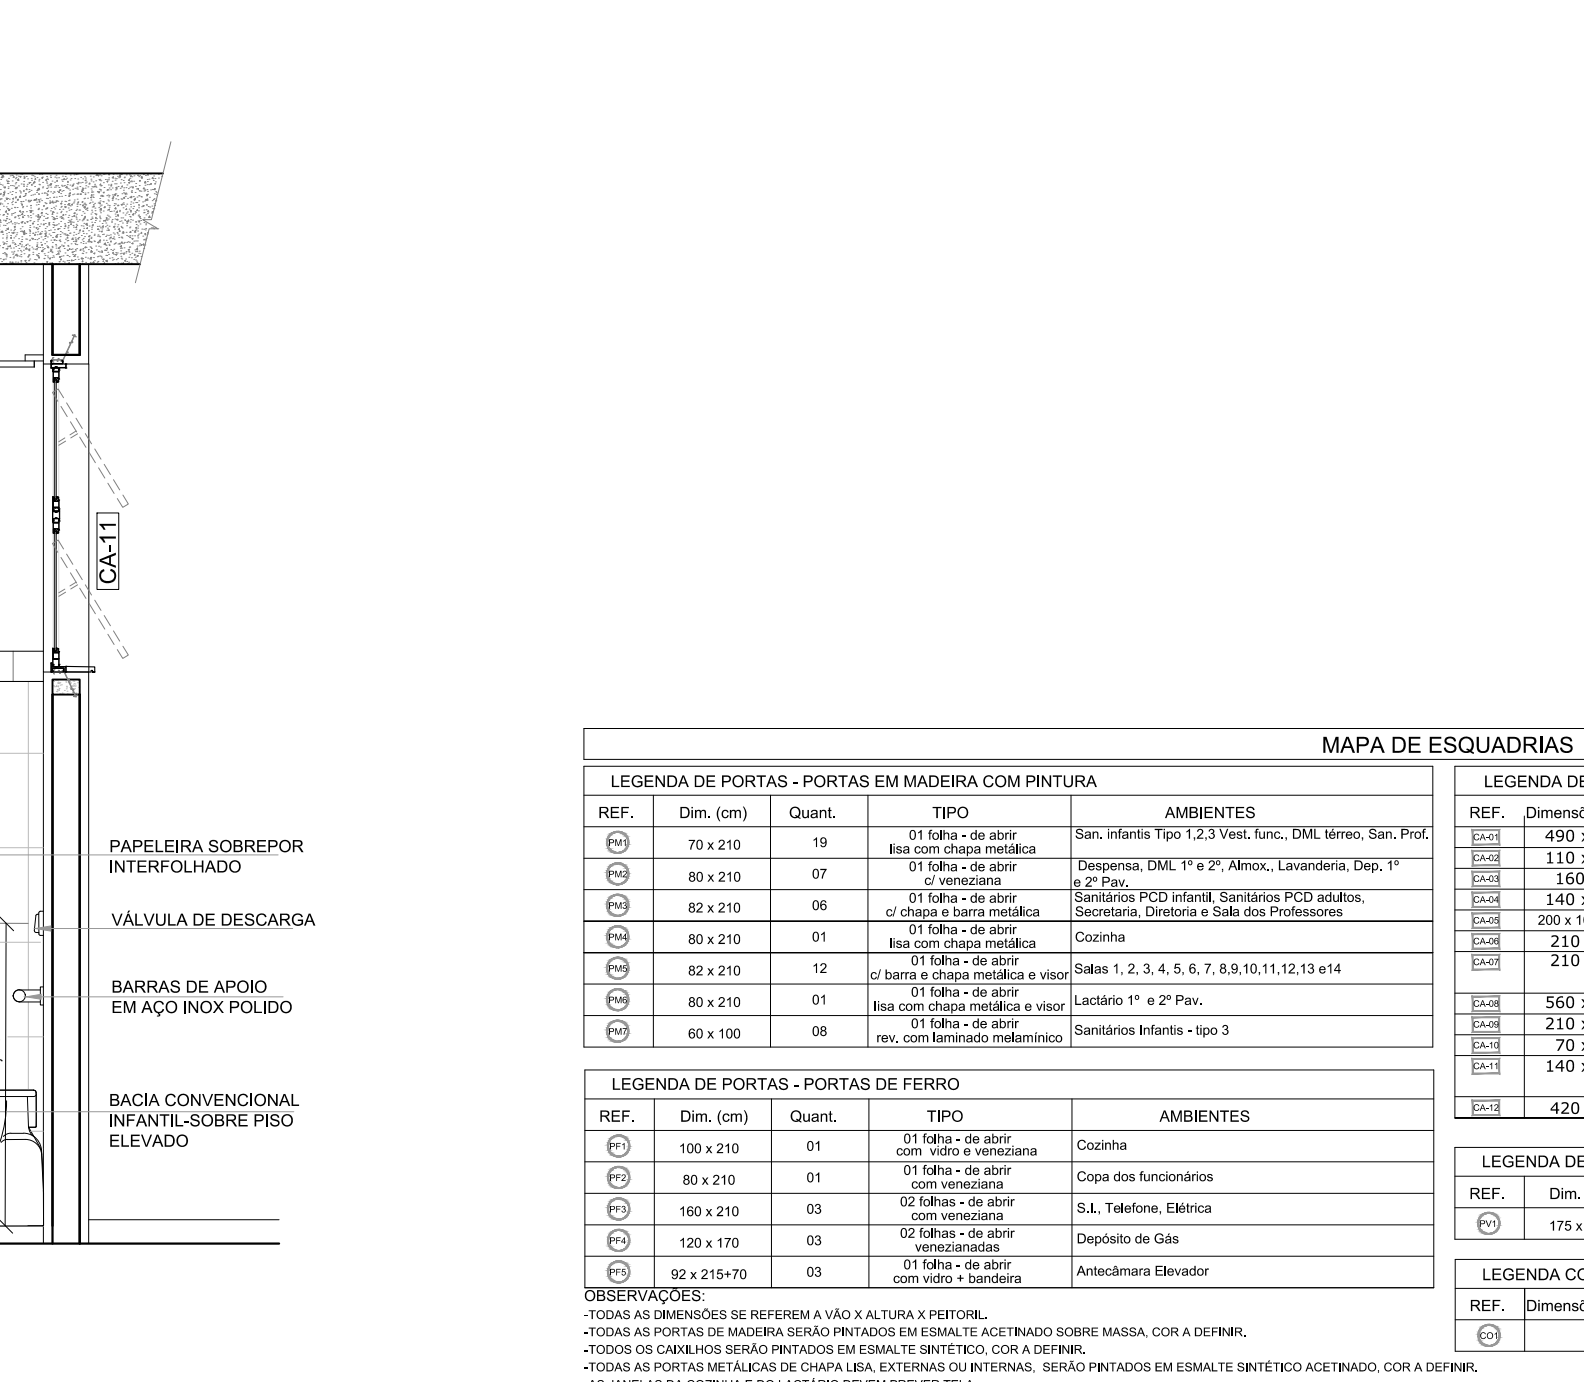 CA-11
PAPELEIRA SOBREPOR
INTERFOLHADO
VÁLVULA DE DESCARGA
BARRAS DE APOIO
EM AÇO INOX POLIDO
BACIA CONVENCIONAL
INFANTIL-SOBRE PISO
ELEVADO
MAPA DE ESQUADRIAS
LEGENDA DE PORTAS - PORTAS EM MADEIRA COM PINTURA
REF. Dim. (cm) Quant. TIPO AMBIENTES
PM1 70 x 210 19 01 folha - de abrir lisa com chapa metálica San. infantis Tipo 1,2,3 Vest. func., DML térreo, San. Prof.
PM2 80 x 210 07 01 folha - de abrir c/ veneziana Despensa, DML 1º e 2º, Almox., Lavanderia, Dep. 1º
e 2º Pav.
PM3 82 x 210 06 01 folha - de abrir c/ chapa e barra metálica Sanitários PCD infantil, Sanitários PCD adultos,
Secretaria, Diretoria e Sala dos Professores
PM4 80 x 210 01 01 folha - de abrir lisa com chapa metálica Cozinha
PM5 82 x 210 12 01 folha - de abrir c/ barra e chapa metálica e visor Salas 1, 2, 3, 4, 5, 6, 7, 8,9,10,11,12,13 e14
PM6 80 x 210 01 01 folha - de abrir lisa com chapa metálica e visor Lactário 1º e 2º Pav.
PM7 60 x 100 08 01 folha - de abrir rev. com laminado melamínico Sanitários Infantis - tipo 3
LEGENDA DE PORTAS - PORTAS DE FERRO
REF. Dim. (cm) Quant. TIPO AMBIENTES
PF1 100 x 210 01 01 folha - de abrir com vidro e veneziana Cozinha
PF2 80 x 210 01 01 folha - de abrir com veneziana Copa dos funcionários
PF3 160 x 210 03 02 folhas - de abrir com veneziana S.I., Telefone, Elétrica
PF4 120 x 170 03 02 folhas - de abrir venezianadas Depósito de Gás
PF5 92 x 215+70 03 01 folha - de abrir com vidro + bandeira Antecâmara Elevador
OBSERVAÇÕES:
-TODAS AS DIMENSÕES SE REFEREM A VÃO X ALTURA X PEITORIL.
-TODAS AS PORTAS DE MADEIRA SERÃO PINTADOS EM ESMALTE ACETINADO SOBRE MASSA, COR A DEFINIR.
-TODOS OS CAIXILHOS SERÃO PINTADOS EM ESMALTE SINTÉTICO, COR A DEFINIR.
-TODAS AS PORTAS METÁLICAS DE CHAPA LISA, EXTERNAS OU INTERNAS, SERÃO PINTADOS EM ESMALTE SINTÉTICO ACETINADO, COR A DEFINIR.
LEGENDA DE
REF. Dimensõ
CA-01 490 x
CA-02 110 x
CA-03 160
CA-04 140 x
CA-05 200 x 10
CA-06 210
CA-07 210
CA-08 560 x
CA-09 210 x
CA-10 70 x
CA-11 140 x
CA-12 420
LEGENDA DE
REF. Dim.
PV1 175 x
LEGENDA CO
REF. Dimensõ
CO1